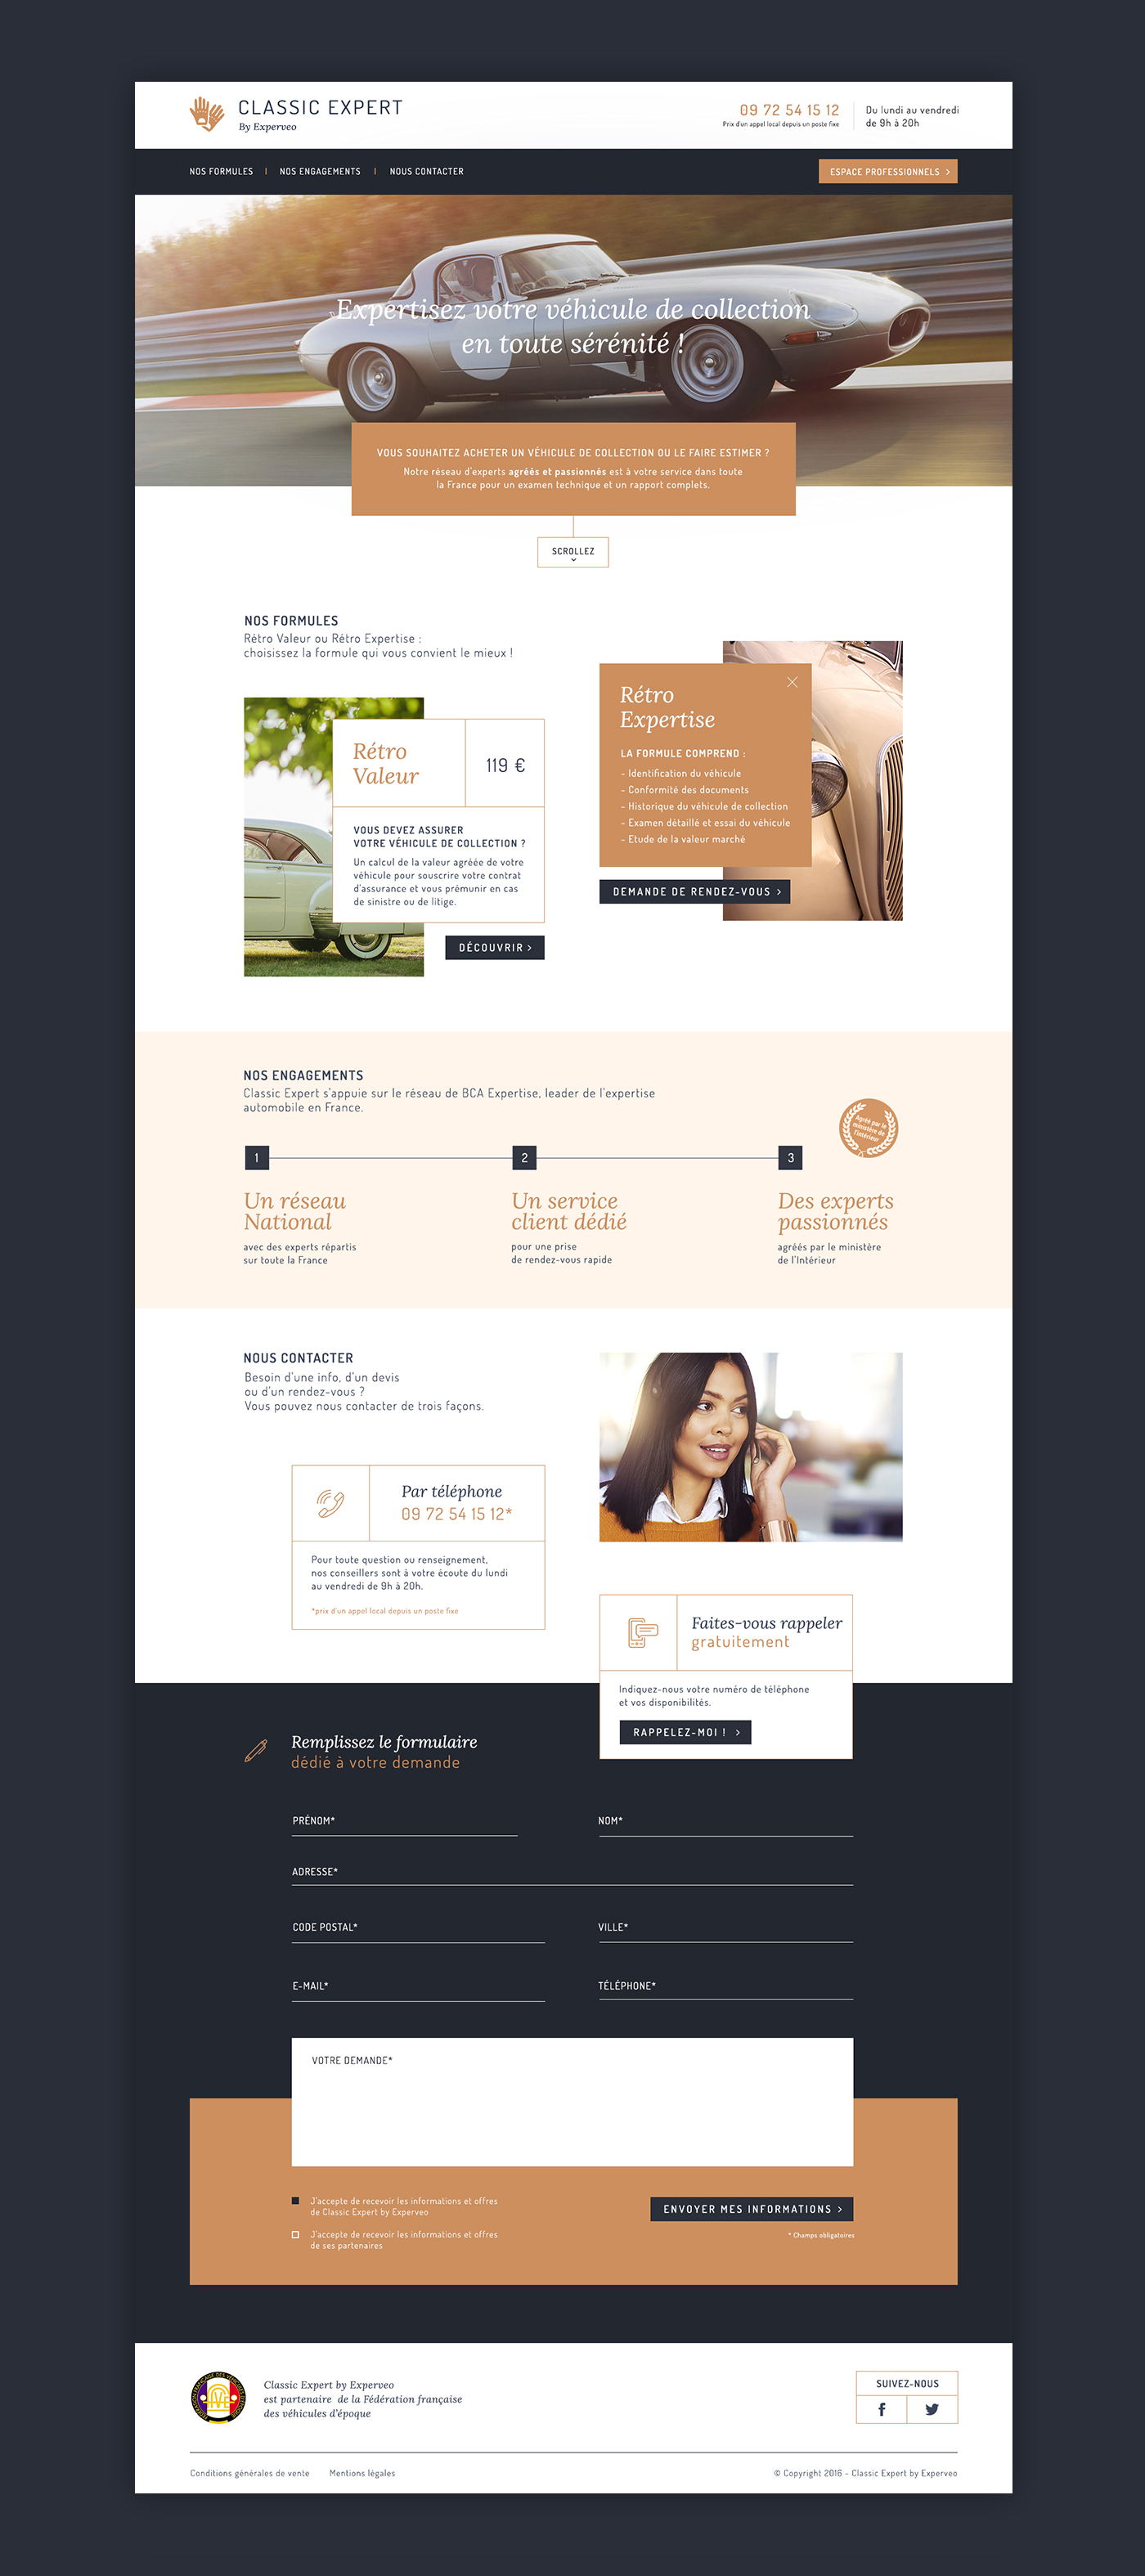 CLASSIC EXPERT
By Experveo
09 72 54 15 12
Prix d'un appel local depuis un poste fixe
Du lundi au vendredi
de 9h à 20h
NOS FORMULES
NOS ENGAGEMENTS
NOUS CONTACTER
ESPACE PROFESSIONNELS
Expertisez votre véhicule de collection
en toute sérénité !
VOUS SOUHAITEZ ACHETER UN VÉHICULE DE COLLECTION OU LE FAIRE ESTIMER ?
Notre réseau d'experts agréés et passionnés est à votre service dans toute
la France pour un examen technique et un rapport complets.
SCROLLEZ
NOS FORMULES
Rétro Valeur ou Rétro Expertise :
choisissez la formule qui vous convient le mieux !
Rétro
Valeur
119 €
VOUS DEVEZ ASSURER
VOTRE VÉHICULE DE COLLECTION ?
Un calcul de la valeur agréée de votre
véhicule pour souscrire votre contrat
d'assurance et vous prémunir en cas
de sinistre ou de litige.
DÉCOUVRIR
Rétro
Expertise
LA FORMULE COMPREND :
- Identification du véhicule
- Conformité des documents
- Historique du véhicule de collection
- Examen détaillé et essai du véhicule
- Etude de la valeur marché
DEMANDE DE RENDEZ-VOUS
NOS ENGAGEMENTS
Classic Expert s'appuie sur le réseau de BCA Expertise, leader de l'expertise
automobile en France.
Agréé par le
ministère de
l'intérieur
1
2
3
Un réseau
National
avec des experts répartis
sur toute la France
Un service
client dédié
pour une prise
de rendez-vous rapide
Des experts
passionnés
agréés par le ministère
de l'Intérieur
NOUS CONTACTER
Besoin d'une info, d'un devis
ou d'un rendez-vous ?
Vous pouvez nous contacter de trois façons.
Par téléphone
09 72 54 15 12*
Pour toute question ou renseignement,
nos conseillers sont à votre écoute du lundi
au vendredi de 9h à 20h.
*prix d'un appel local depuis un poste fixe
Faites-vous rappeler
gratuitement
Indiquez-nous votre numéro de téléphone
et vos disponibilités.
RAPPELEZ-MOI !
Remplissez le formulaire
dédié à votre demande
PRÉNOM*
NOM*
ADRESSE*
CODE POSTAL*
VILLE*
E-MAIL*
TÉLÉPHONE*
VOTRE DEMANDE*
J'accepte de recevoir les informations et offres
de Classic Expert by Experveo
J'accepte de recevoir les informations et offres
de ses partenaires
ENVOYER MES INFORMATIONS
* Champs obligatoires
Classic Expert by Experveo
est partenaire de la Fédération française
des véhicules d'époque
SUIVEZ-NOUS
Conditions générales de vente
Mentions légales
© Copyright 2016 - Classic Expert by Experveo